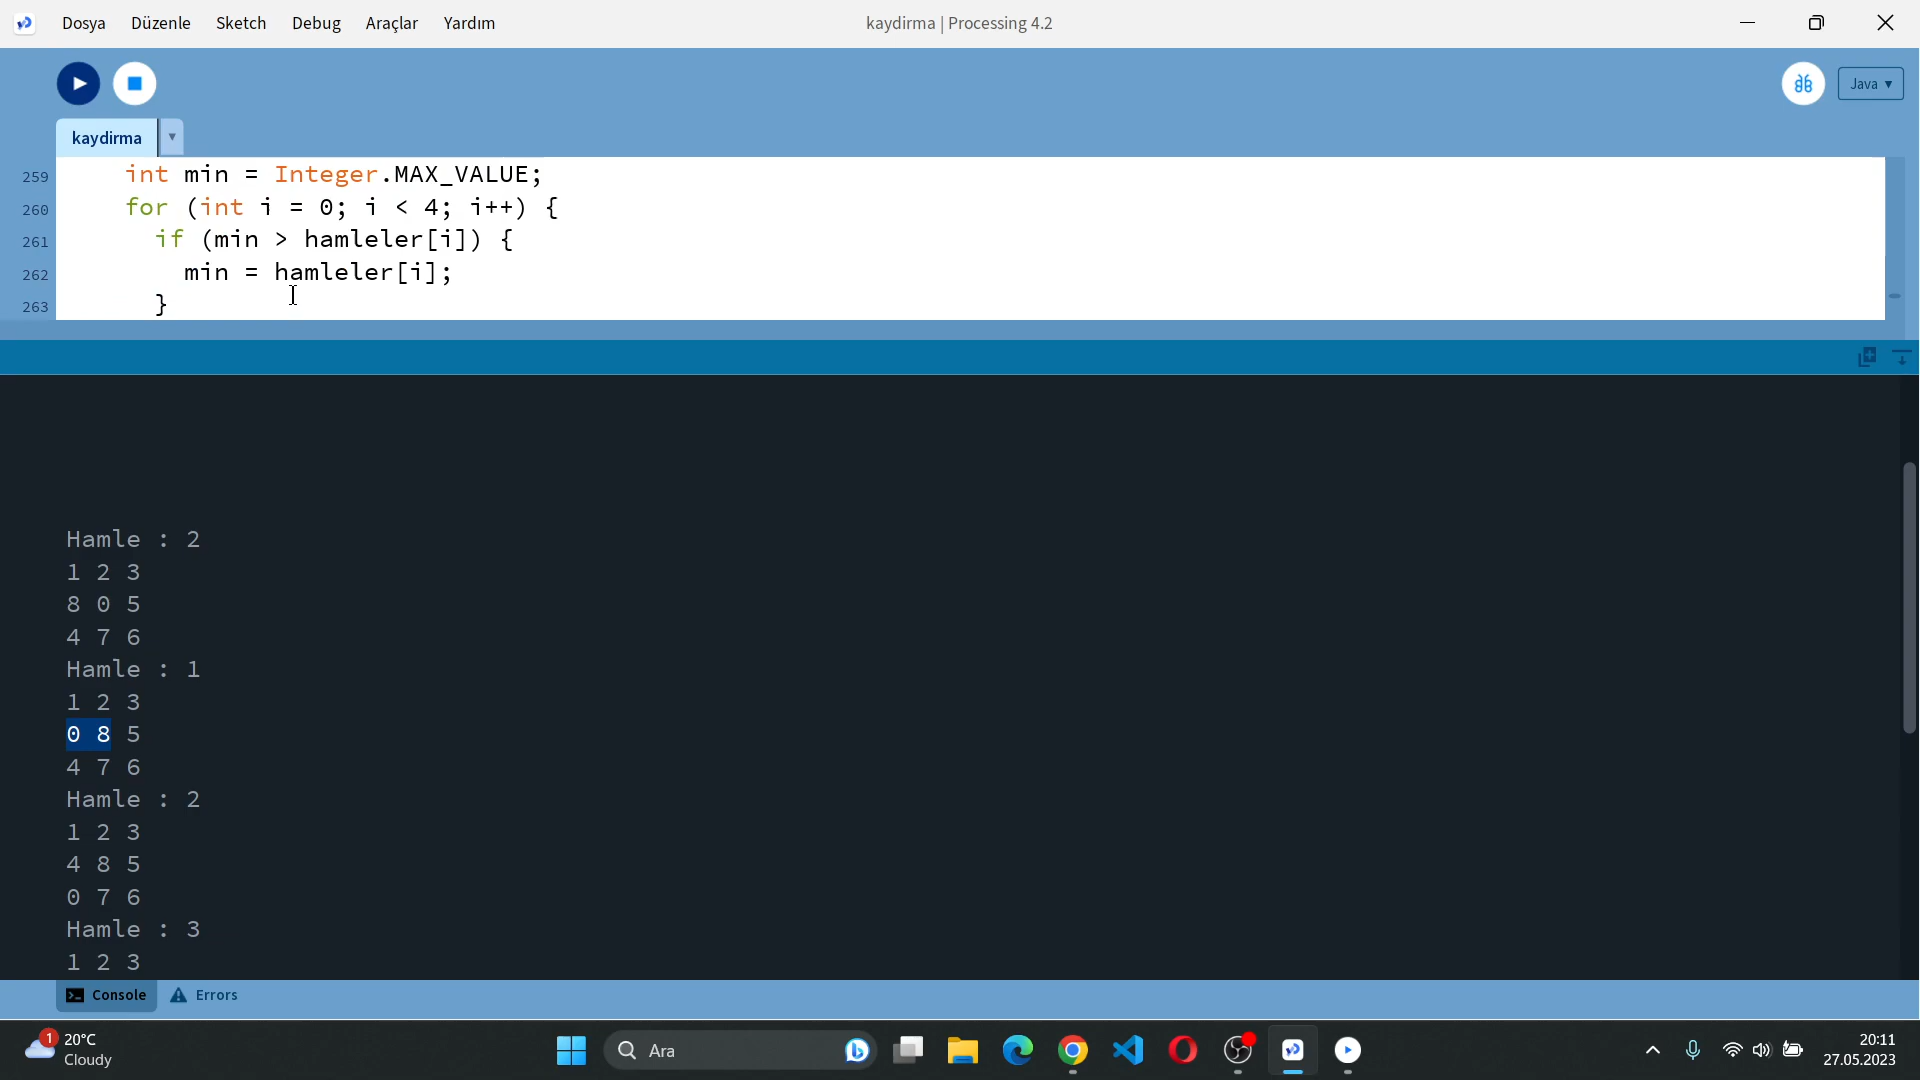 Dosya Düzenle Sketch Debug Araçlar Yardım
kaydirma | Processing 4.2
Java ▾
kaydirma
259 int min = Integer.MAX_VALUE;
260 for (int i = 0; i < 4; i++) {
261 if (min > hamleler[i]) {
262 min = hamleler[i];
263 }
Hamle : 2
1 2 3
8 0 5
4 7 6
Hamle : 1
1 2 3
0 8 5
4 7 6
Hamle : 2
1 2 3
4 8 5
0 7 6
Hamle : 3
1 2 3
Console Errors
1
20°C
Cloudy
Ara
20:11
27.05.2023